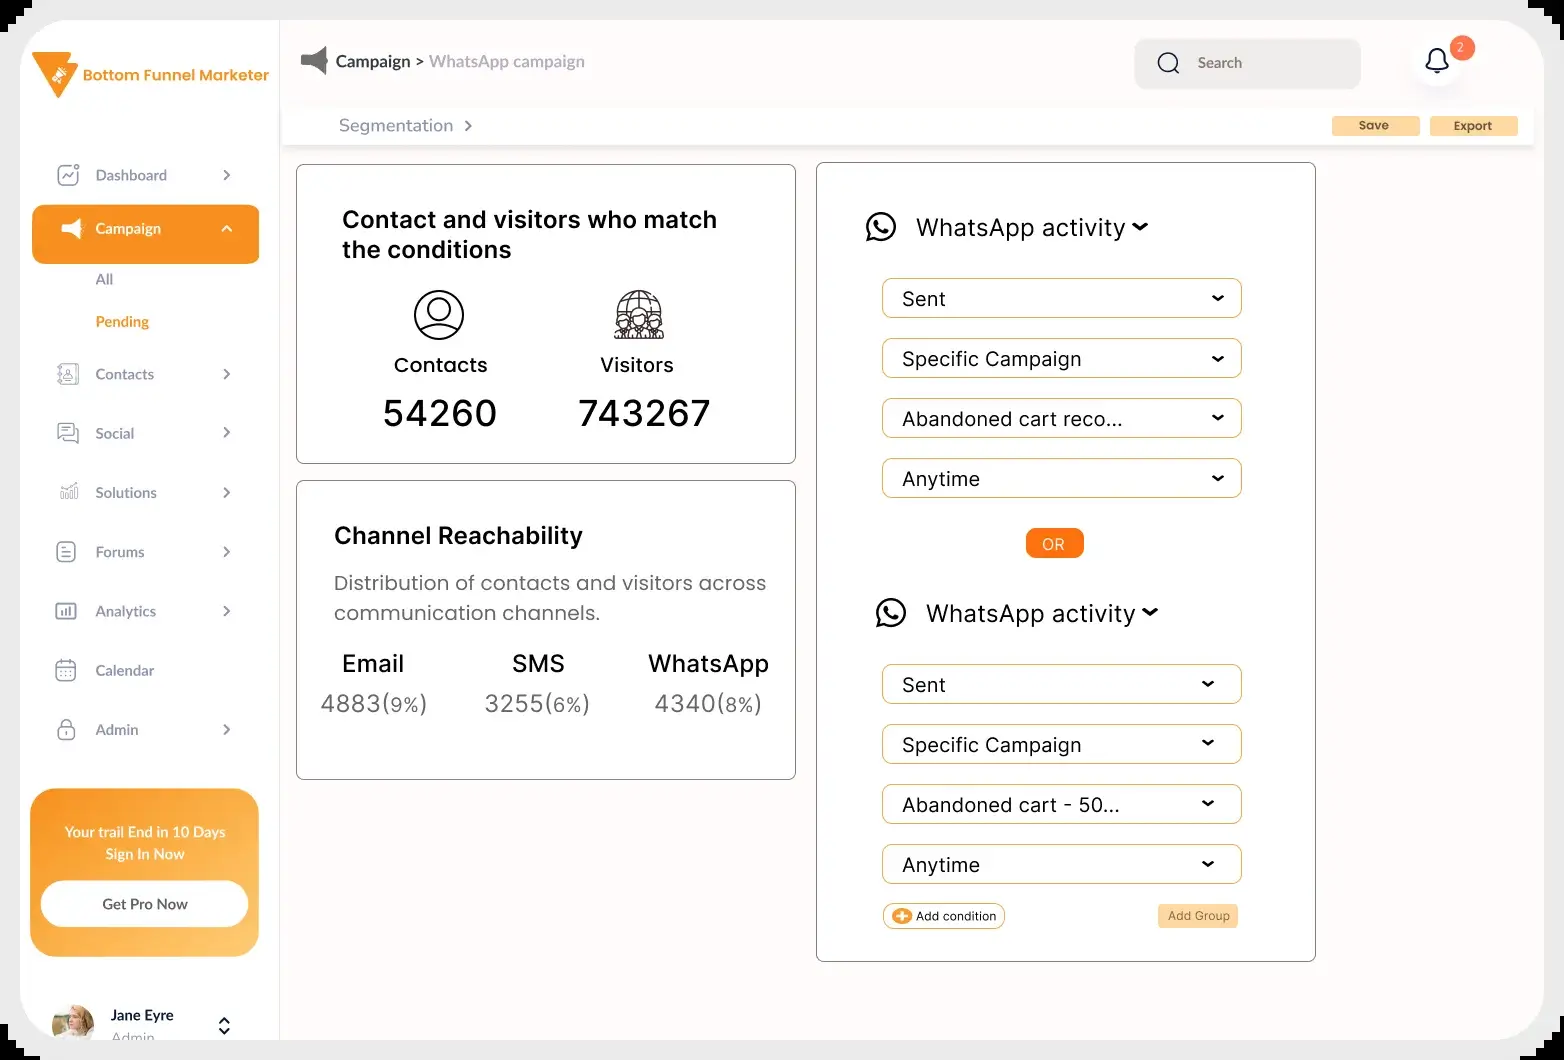 Bottom Funnel Marketer
Dashboard
Campaign
All
Pending
Contacts
Social
Solutions
Forums
Analytics
Calendar
Admin
Your trail End in 10 Days
Sign In Now
Get Pro Now
Jane Eyre
Admin
Campaign > WhatsApp campaign
Search
2
Segmentation >
Save
Export
Contact and visitors who match
the conditions
Contacts
Visitors
54260
743267
Channel Reachability
Distribution of contacts and visitors across
communication channels.
Email
SMS
WhatsApp
4883(9%)
3255(6%)
4340(8%)
WhatsApp activity
Sent
Specific Campaign
Abandoned cart reco...
Anytime
OR
WhatsApp activity
Sent
Specific Campaign
Abandoned cart - 50...
Anytime
Add condition
Add Group